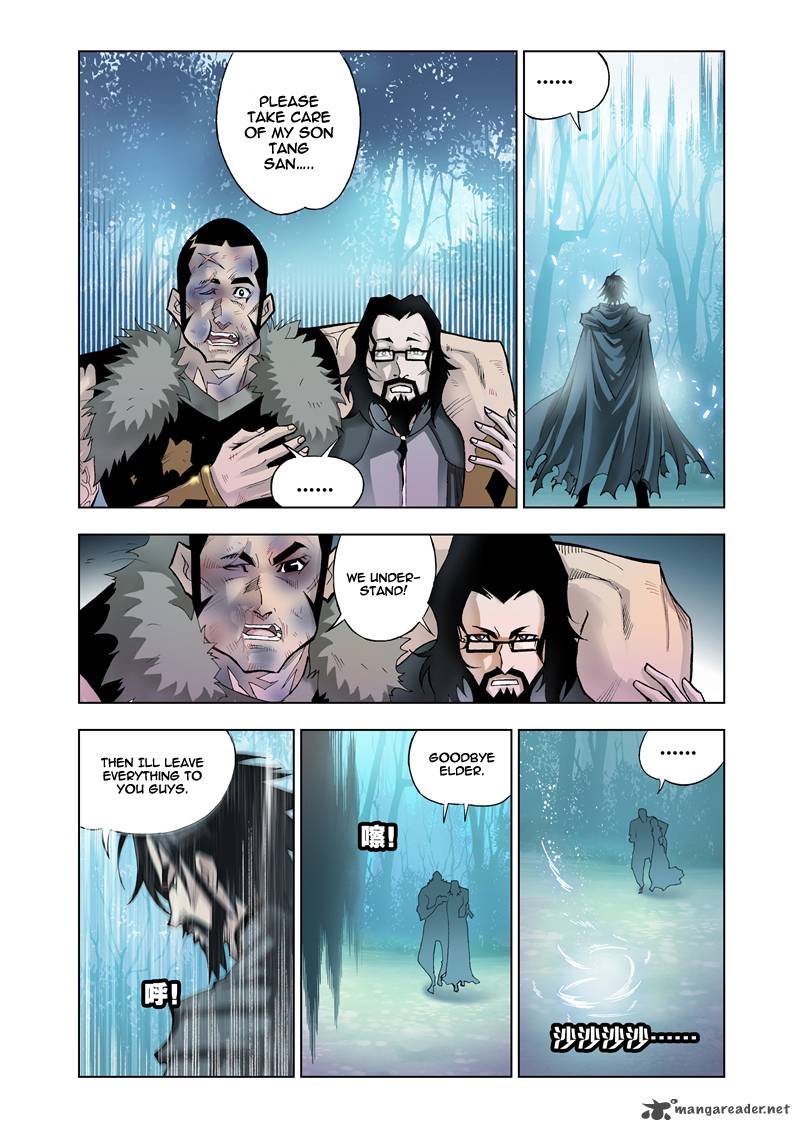 PLEASE
TAKE CARE
OF MY SON
TANG
SAN.....
......
......
WE UNDER-
STAND!
THEN ILL LEAVE
EVERYTHING TO
YOU GUYS.
呼!
GOODBYE
ELDER.
嚓!
......
沙沙沙沙……
mangareader.net